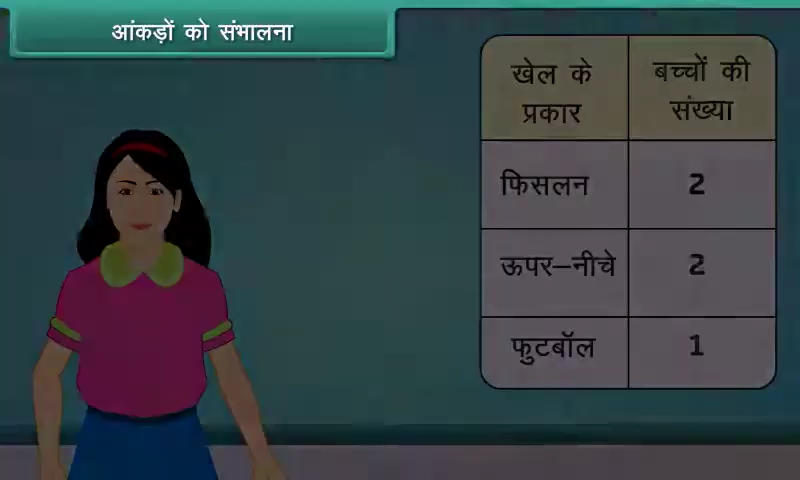 आंकड़ों को संभालना
खेल के प्रकार
बच्चों की संख्या
फिसलन 2
ऊपर–नीचे 2
फुटबॉल 1